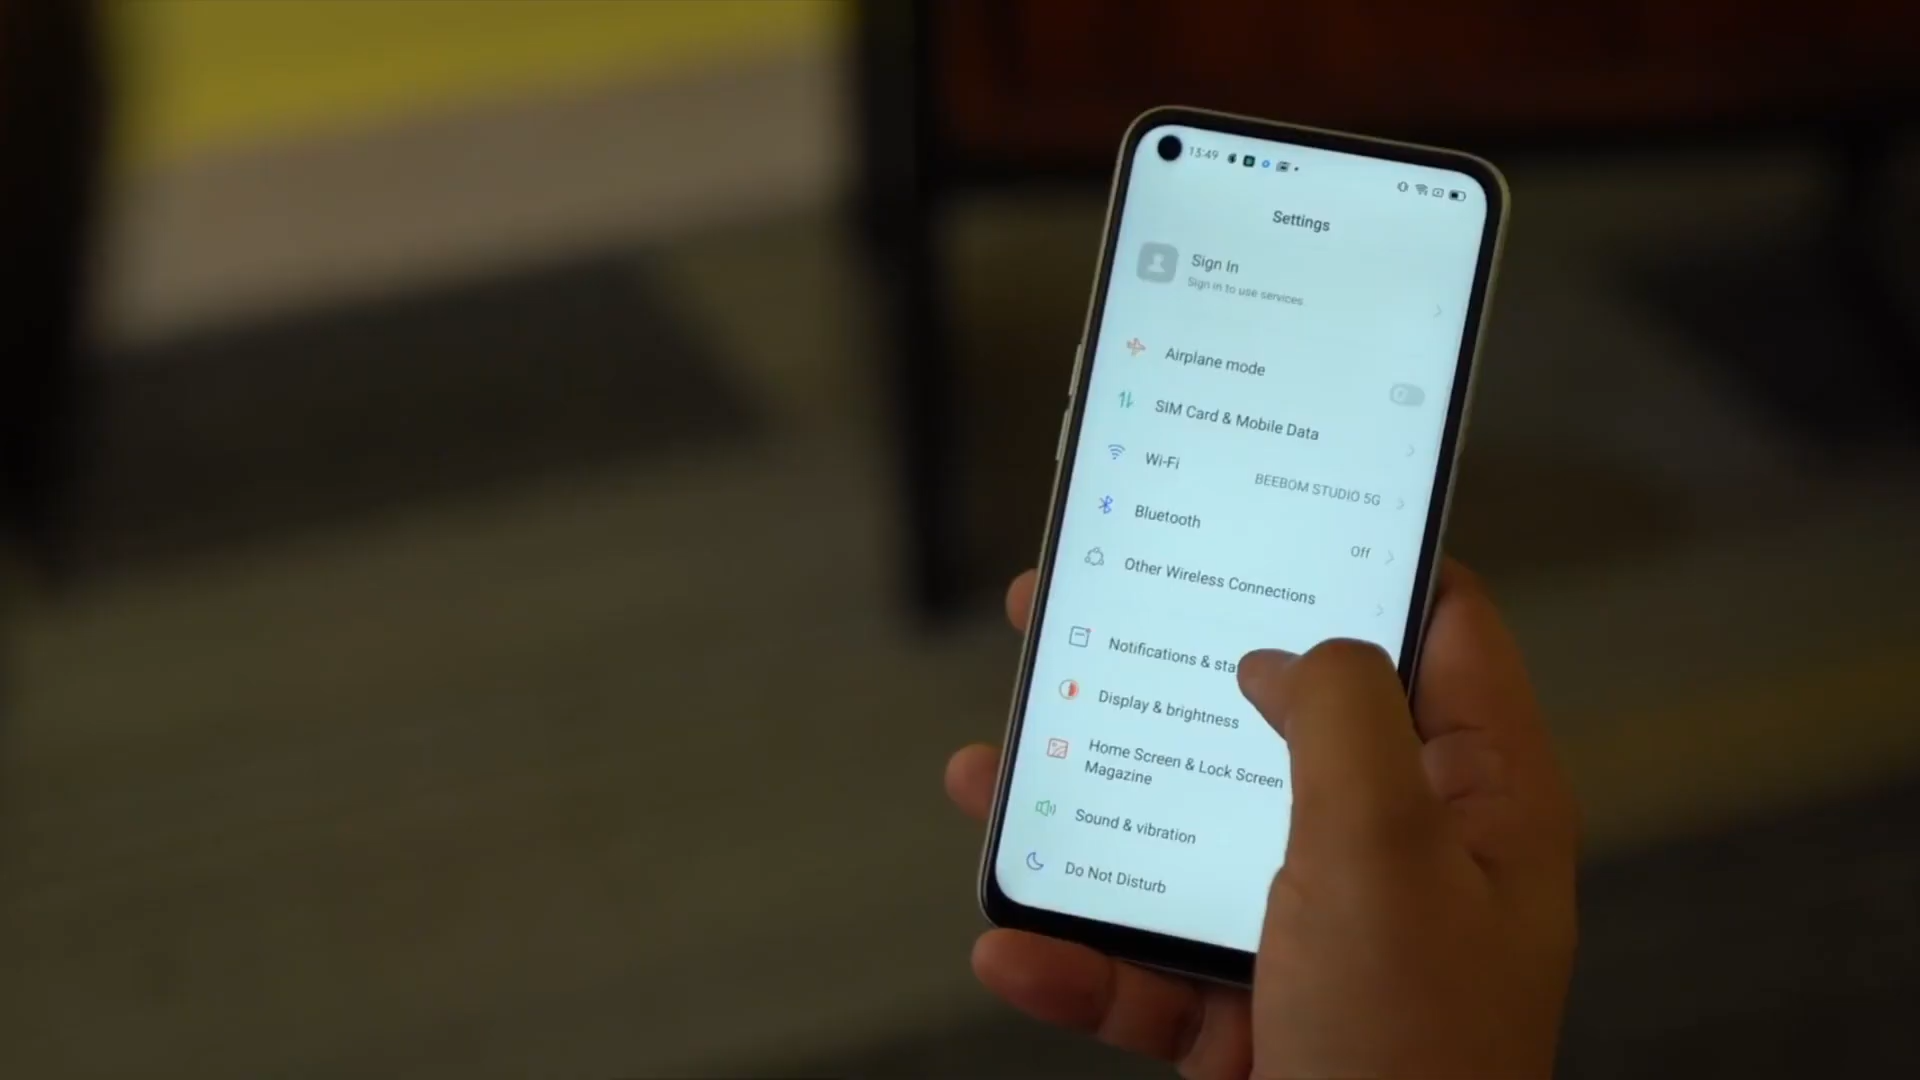 15:49
Settings
Sign In
Sign in to use services
Airplane mode
SIM Card & Mobile Data
Wi-Fi BEEBOM STUDIO 5G
Bluetooth Off
Other Wireless Connections
Notifications & sta
Display & brightness
Home Screen & Lock Screen
Magazine
Sound & vibration
Do Not Disturb